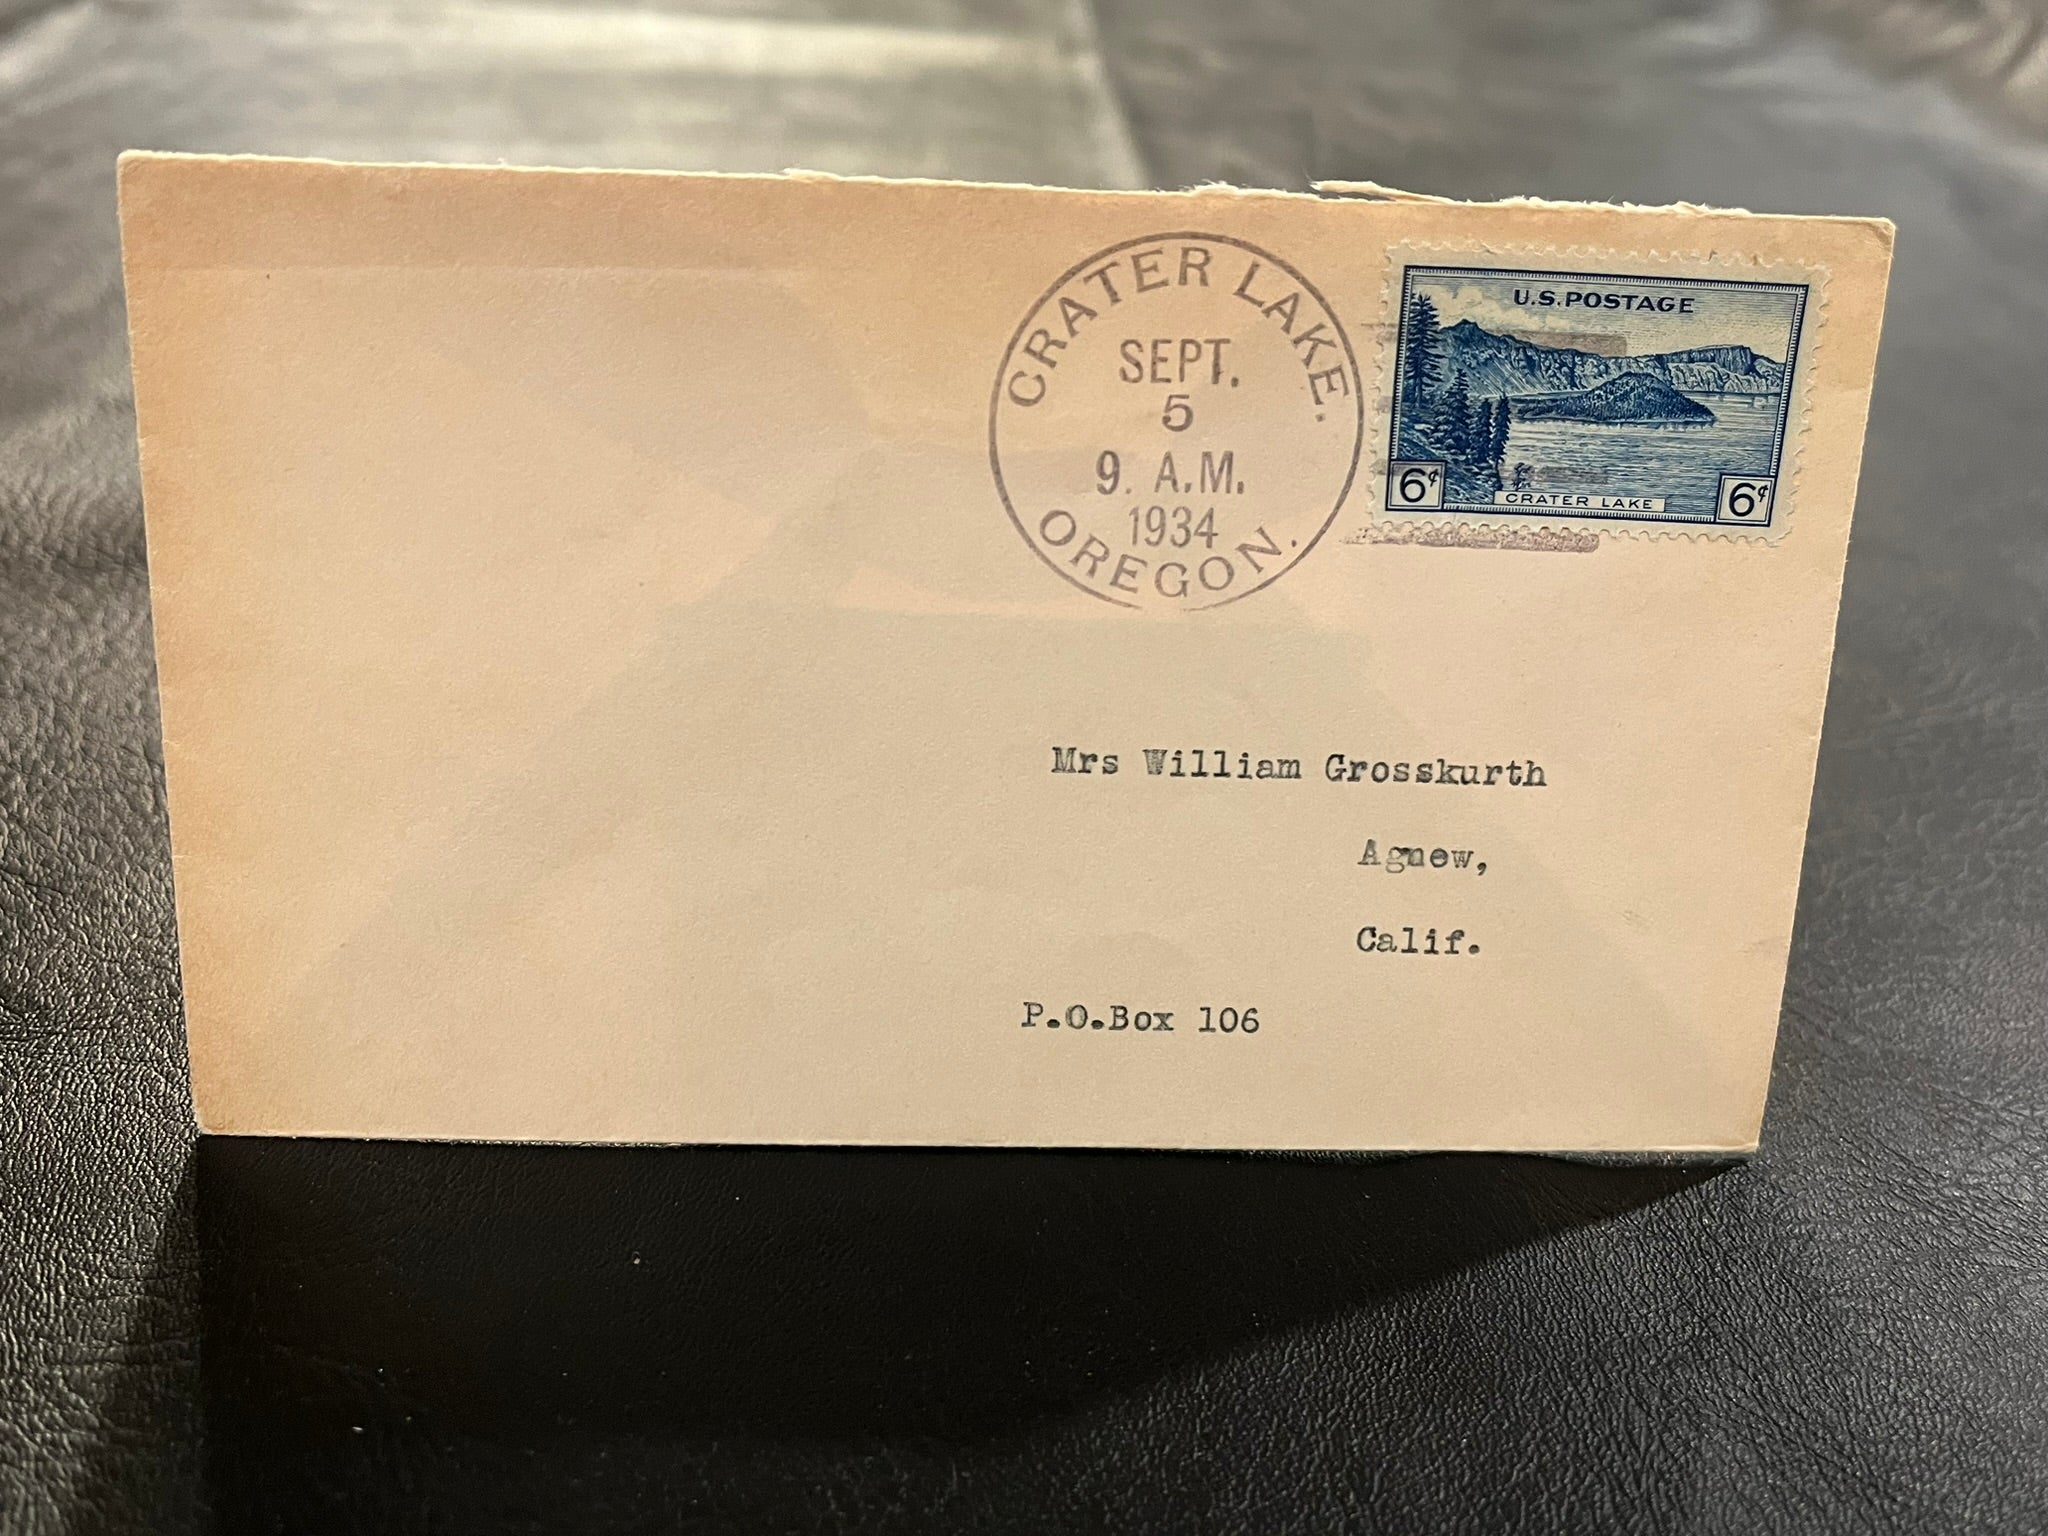 CRATER LAKE.
SEPT.
5
9. A.M.
1934
OREGON.
U.S.POSTAGE
6¢
CRATER LAKE
6¢
Mrs William Grosskurth
Agnew,
Calif.
P.O.Box 106